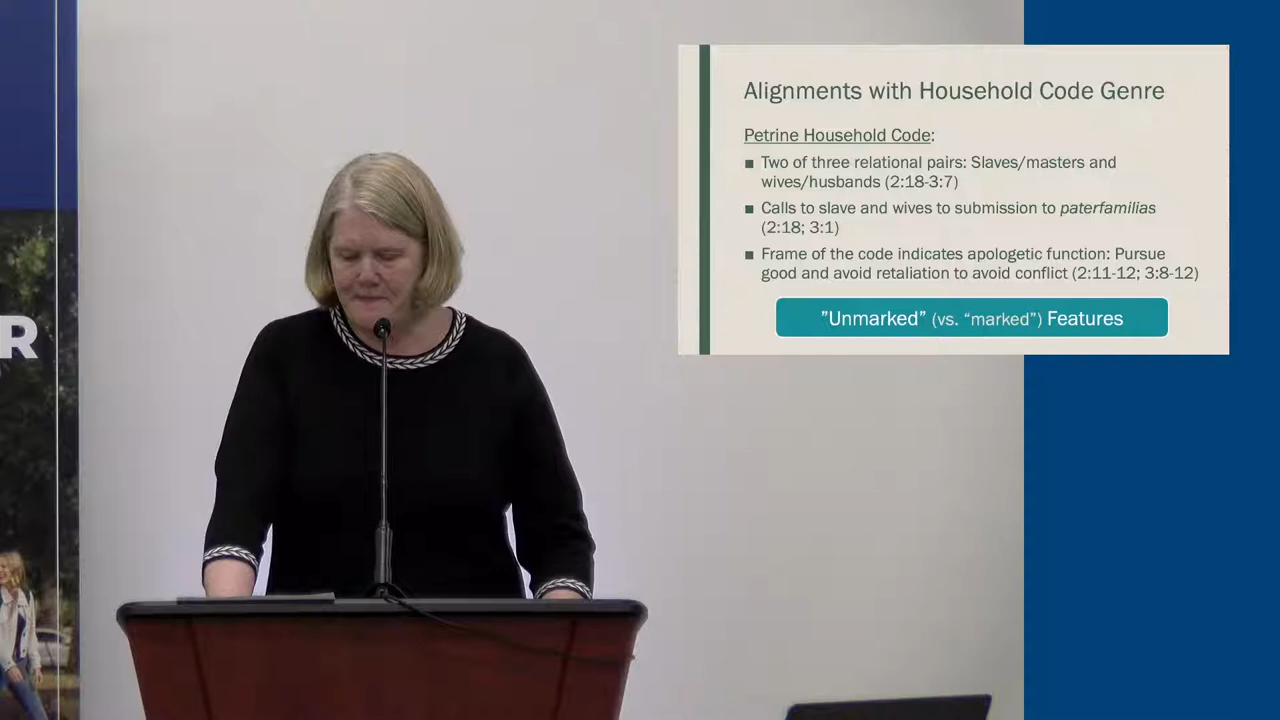 Alignments with Household Code Genre
Petrine Household Code:
■ Two of three relational pairs: Slaves/masters and
wives/husbands (2:18-3:7)
■ Calls to slave and wives to submission to paterfamilias
(2:18; 3:1)
■ Frame of the code indicates apologetic function: Pursue
good and avoid retaliation to avoid conflict (2:11-12; 3:8-12)
”Unmarked” (vs. “marked”) Features
R